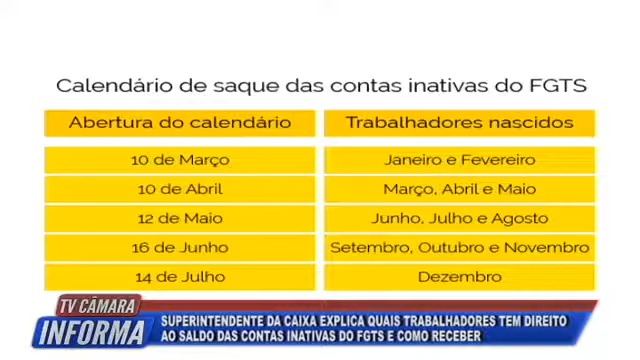 Calendário de saque das contas inativas do FGTS
Abertura do calendário Trabalhadores nascidos
10 de Março Janeiro e Fevereiro
10 de Abril Março, Abril e Maio
12 de Maio Junho, Julho e Agosto
16 de Junho Setembro, Outubro e Novembro
14 de Julho Dezembro
TV CÂMARA
INFORMA
SUPERINTENDENTE DA CAIXA EXPLICA QUAIS TRABALHADORES TEM DIREITO
AO SALDO DAS CONTAS INATIVAS DO FGTS E COMO RECEBER